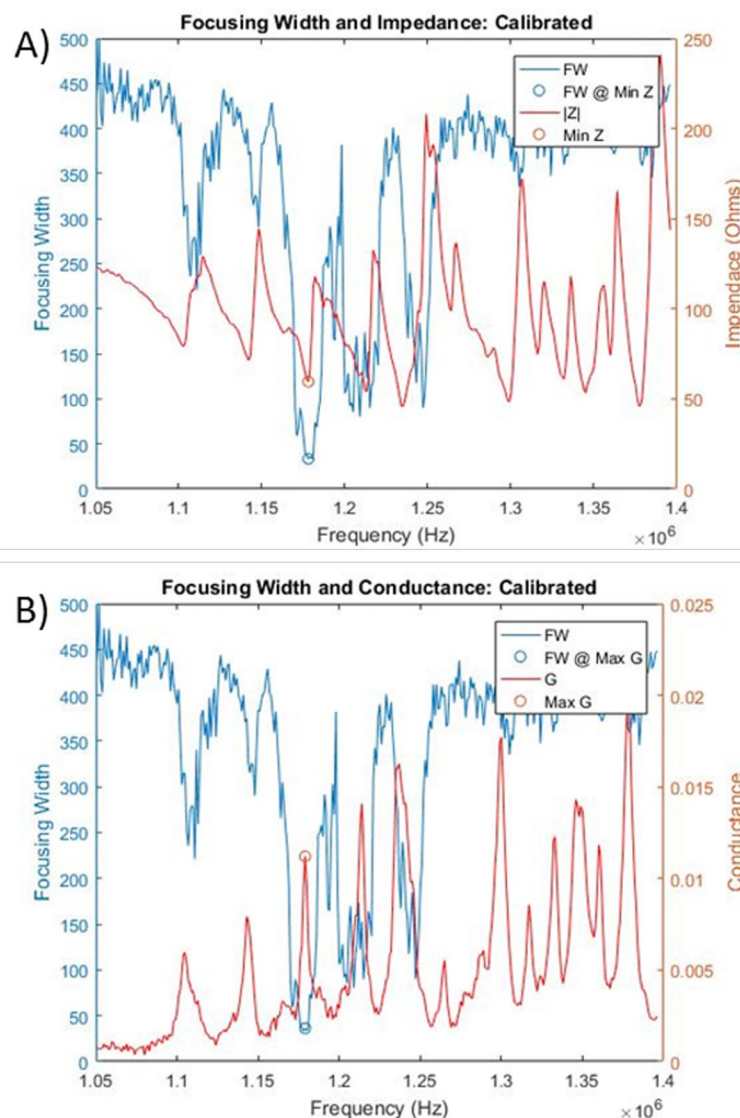 A)
Focusing Width and Impedance: Calibrated
500
450
400
350
300
250
200
150
100
50
0
Focusing Width
250
200
150
100
50
0
Impendace (Ohms)
FW
FW @ Min Z
|Z|
Min Z
1.05 1.1 1.15 1.2 1.25 1.3 1.35 1.4
Frequency (Hz)
×10⁶
B)
Focusing Width and Conductance: Calibrated
500
450
400
350
300
250
200
150
100
50
0
Focusing Width
0.025
0.02
0.015
0.01
0.005
0
Conductance
FW
FW @ Max G
G
Max G
1.05 1.1 1.15 1.2 1.25 1.3 1.35 1.4
Frequency (Hz)
×10⁶